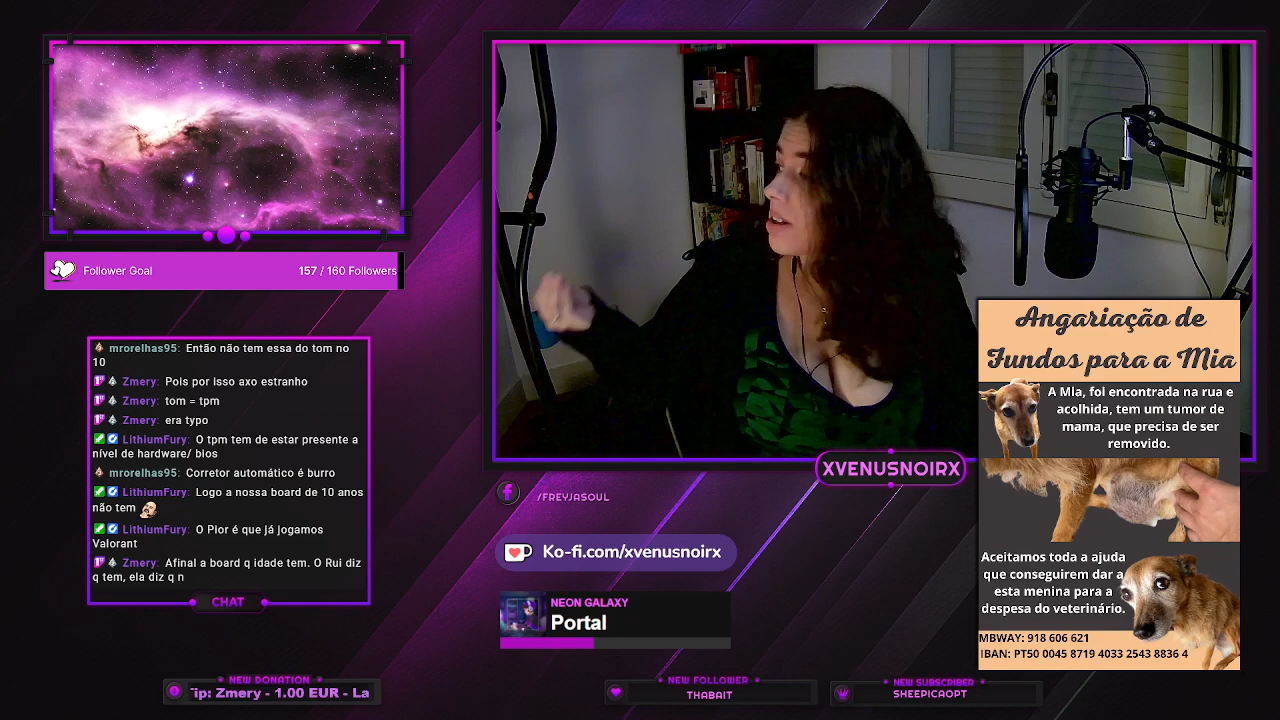 Follower Goal
157 / 160 Followers
mrorelhas95: Então não tem essa do tom no
10
Zmery: Pois por isso axo estranho
Zmery: tom = tpm
Zmery: era typo
LithiumFury: O tpm tem de estar presente a
nível de hardware/ bios
mrorelhas95: Corretor automático é burro
LithiumFury: Logo a nossa board de 10 anos
não tem
LithiumFury: O Pior é que já jogamos
Valorant
Zmery: Afinal a board q idade tem. O Rui diz
q tem, ela diz q n
CHAT
XVENUSNOIRX
/FREYJASOUL
Ko-fi.com/xvenusnoirx
NEON GALAXY
Portal
Angariação de
Fundos para a Mia
A Mia, foi encontrada na rua e
acolhida, tem um tumor de
mama, que precisa de ser
removido.
Aceitamos toda a ajuda
que conseguirem dar a
esta menina para a
despesa do veterinário.
MBWAY: 918 606 621
IBAN: PT50 0045 8719 4033 2543 8836 4
NEW DONATION
Tip: Zmery - 1.00 EUR - La
NEW FOLLOWER
THABAIT
NEW SUBSCRIBER
SHEEPICAOPT